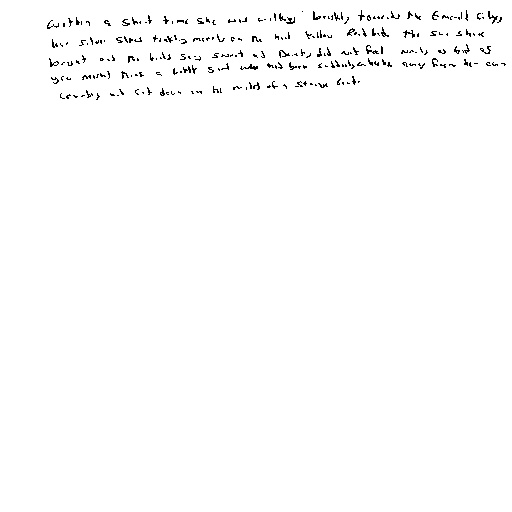 Within a short time she was walking briskly towards the Emerald City,
her silver shoes tinkling merrily on the hard yellow Roadbed. The sun shone
bright and the birds sang sweet and Dorothy did not feel nearly as bad as
you might think a little girl who had been suddenly whisked away from her own
country and set down in the midst of a strange land.